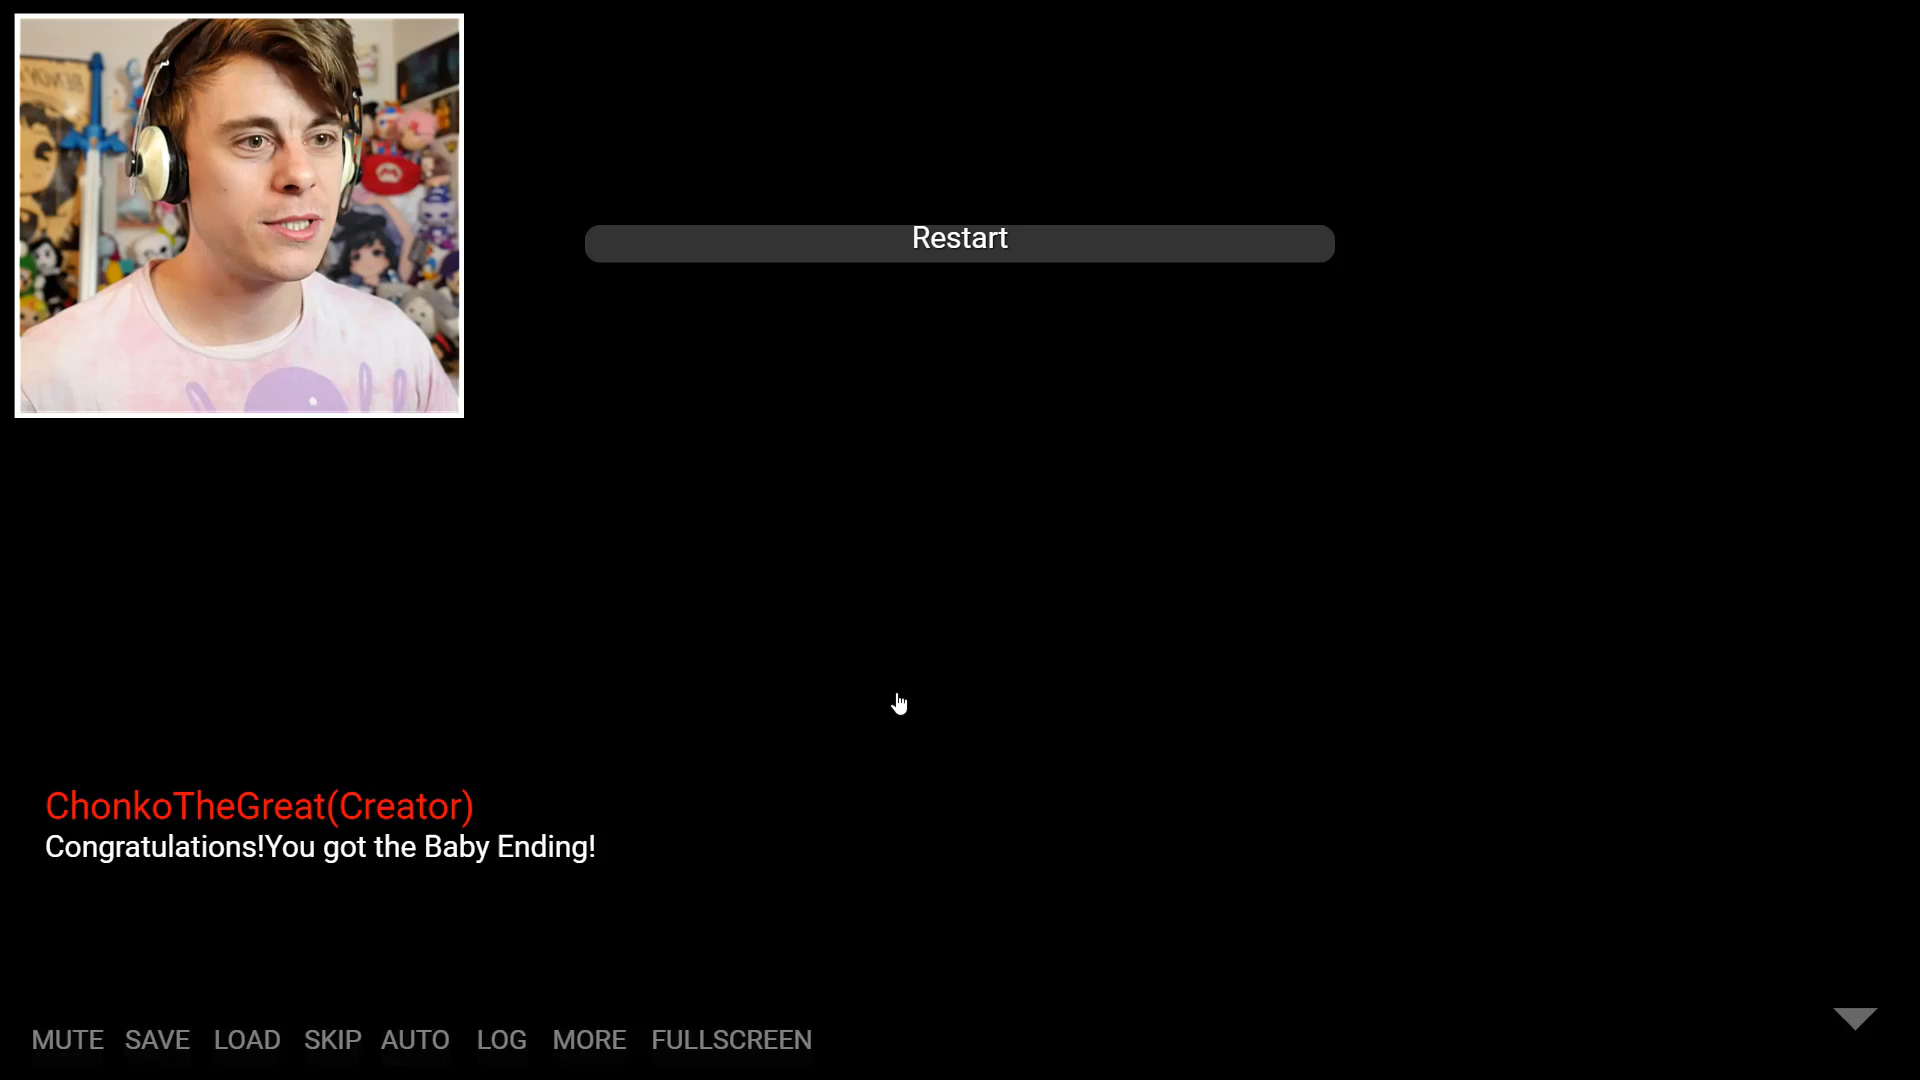 Restart
ChonkoTheGreat(Creator)
Congratulations!You got the Baby Ending!
MUTE SAVE LOAD SKIP AUTO LOG MORE FULLSCREEN